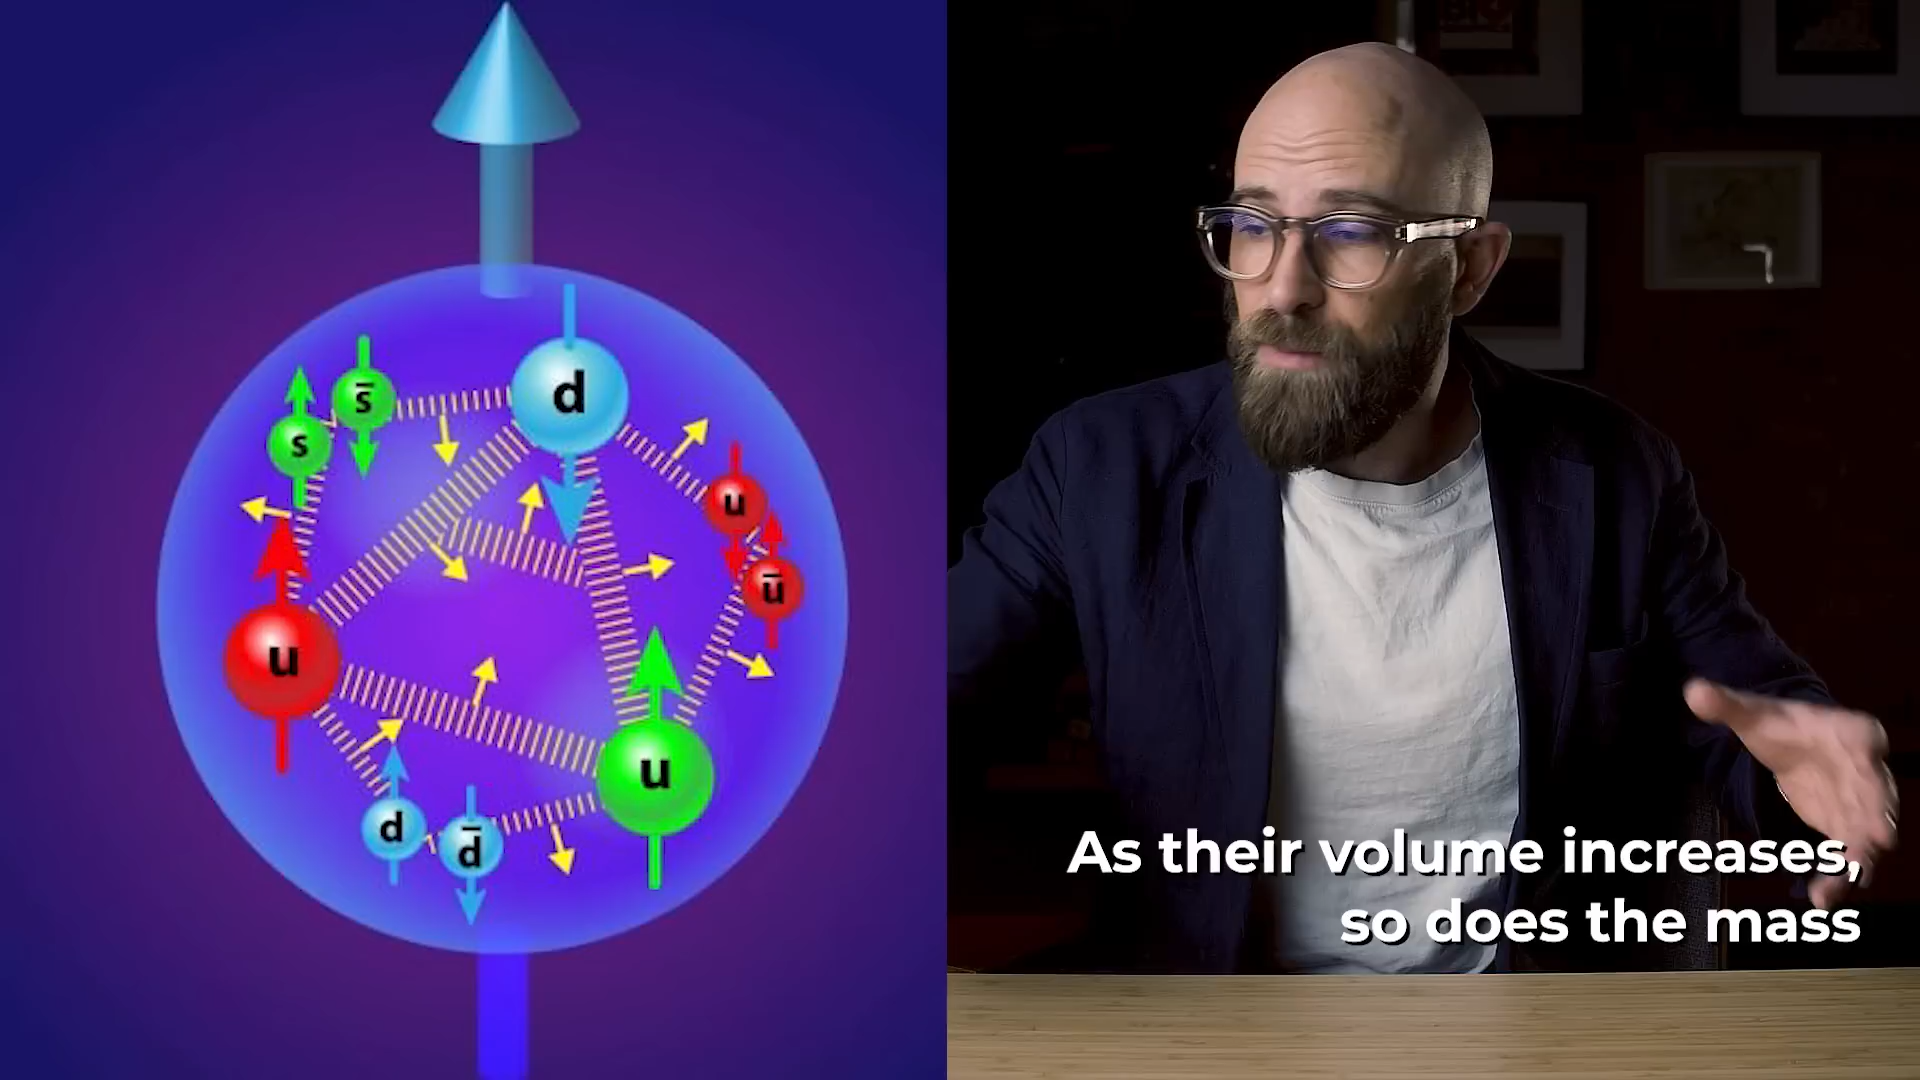 d
s̄
s
u
ū
u
u
d
d̄
As their volume increases,
so does the mass